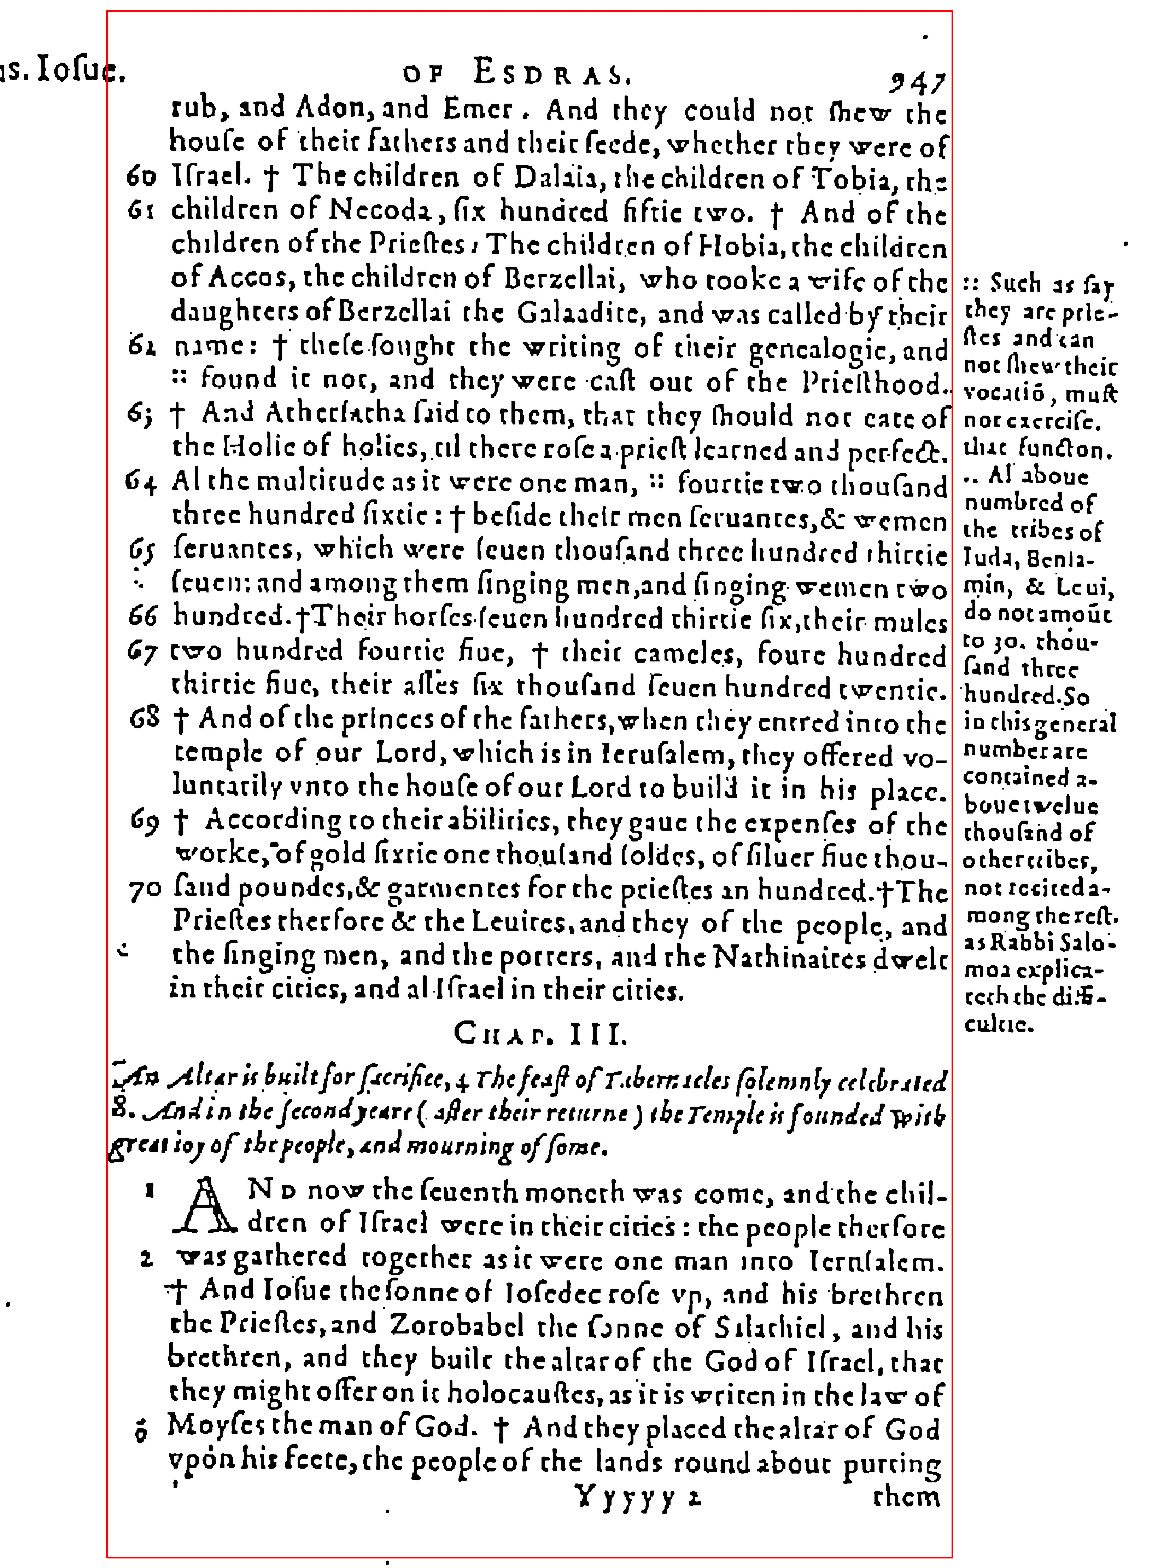 us. Ioſue.
OF ESDRAS. 947
rub, and Adon, and Emer. And they could not ſhew the
houſe of their fathers and their ſeede, whether they were of
60 Iſrael. † The children of Dalaia, the children of Tobia, the
61 children of Necoda, ſix hundred fiftie two. † And of the
children of the Prieſtes: The children of Hobia, the children
of Accos, the children of Berzellai, who tooke a wife of the
daughters of Berzellai the Galaadite, and was called by their
62 name: † theſe ſought the writing of their genealogie, and
:: found it not, and they were caſt out of the Prieſthood.
63 † And Atherſatha ſaid to them, that they ſhould not eate of
the Holie of holies, til there roſe a prieſt learned and perfect.
64 Al the multitude as it were one man, :: fourtie two thouſand
three hundred ſixtie: † beſide their men ſeruantes, & wemen
65 ſeruantes, which were ſeuen thouſand three hundred thirtie
ſeuen: and among them ſinging men, and ſinging wemen two
66 hundred. † Their horſes ſeuen hundred thirtie ſix, their mules
67 two hundred fourtie fiue, † their cameles, foure hundred
thirtie fiue, their aſſes ſix thouſand ſeuen hundred twentie.
68 † And of the princes of the fathers, when they entred into the
temple of our Lord, which is in Ieruſalem, they offered vo-
luntarily vnto the houſe of our Lord to build it in his place.
69 † According to their abilities, they gaue the expenſes of the
worke, of gold ſixtie one thouſand ſoldes, of ſiluer fiue thou-
70 ſand poundes, & garmentes for the prieſtes an hundred. † The
Prieſtes therfore & the Leuites, and they of the people, and
the ſinging men, and the porters, and the Nathinaites dwelt
in their cities, and al Iſrael in their cities.
:: Such as ſay
they are prie-
ſtes and can
not ſhew their
vocatiō, muſt
not exerciſe.
that functon.
.. Al aboue
numbred of
the tribes of
Iuda, Benia-
min, & Leui,
do not amoūt
to 30. thou-
ſand three
hundred. So
in this general
number are
contained a-
boue twelue
thouſand of
other tribes,
not recited a-
mong the reſt.
as Rabbi Salo-
mon explica-
teth the diffi-
cultie.
CHAP. III.
An Altar is built for ſacrifice, 4 The feaſt of Tabernacles ſolemnly celebrated
8. And in the ſecond yeare (after their returne) the Temple is founded with
great ioy of the people, and mourning of ſome.
1 AND now the ſeuenth moneth was come, and the chil-
dren of Iſrael were in their cities: the people therfore
2 was gathered together as it were one man into Ieruſalem.
† And Ioſue the ſonne of Ioſedec roſe vp, and his brethren
the Prieſtes, and Zorobabel the ſonne of Salathiel, and his
brethren, and they built the altar of the God of Iſrael, that
they might offer on it holocauſtes, as it is writen in the law of
Moyſes the man of God. † And they placed the altar of God
vpon his feete, the people of the lands round about putting
Yyyyy 2 them